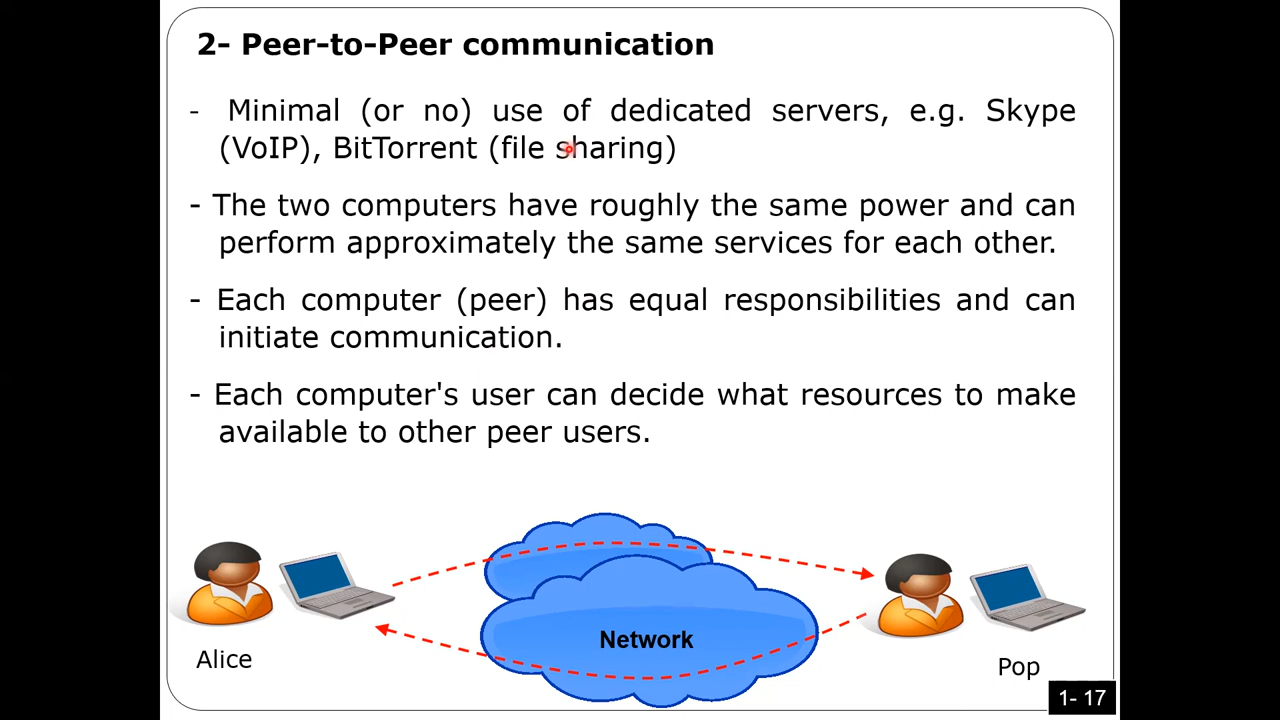 2- Peer-to-Peer communication
- Minimal (or no) use of dedicated servers, e.g. Skype
(VoIP), BitTorrent (file sharing)
- The two computers have roughly the same power and can
perform approximately the same services for each other.
- Each computer (peer) has equal responsibilities and can
initiate communication.
- Each computer's user can decide what resources to make
available to other peer users.
Network
Alice
Pop
1- 17